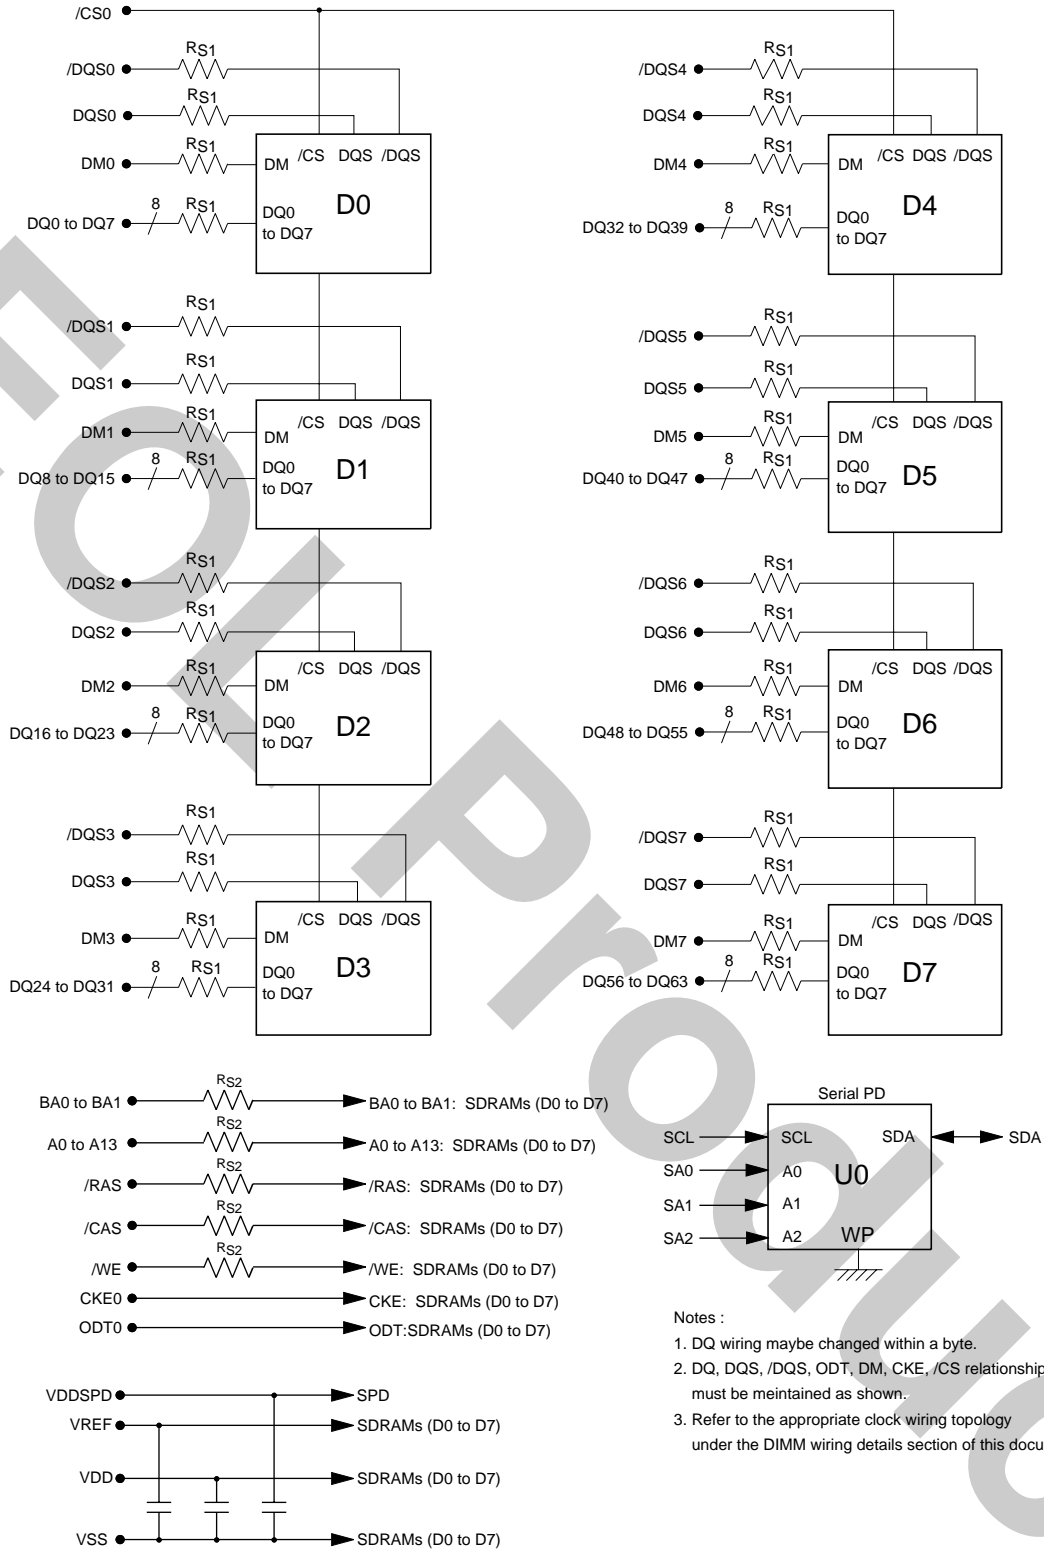 /CS0
RS1 RS1
/DQS0 /DQS4
RS1 RS1
DQS0 DQS4
RS1 /CS DQS /DQS RS1 /CS DQS /DQS
DM0 DM DM4 DM
8 RS1 D0 8 RS1 D4
DQ0 to DQ7 DQ0 DQ32 to DQ39 DQ0
to DQ7 to DQ7
RS1 RS1
/DQS1 /DQS5
RS1 RS1
DQS1 DQS5
RS1 /CS DQS /DQS RS1 /CS DQS /DQS
DM1 DM DM5 DM
8 RS1 DQ0 8 RS1 DQ0
DQ8 to DQ15 to DQ7 D1 DQ40 to DQ47 to DQ7 D5
RS1 RS1
/DQS2 /DQS6
RS1 RS1
DQS2 DQS6
RS1 /CS DQS /DQS RS1 /CS DQS /DQS
DM2 DM DM6 DM
8 RS1 DQ0 8 RS1 DQ0
DQ16 to DQ23 to DQ7 D2 DQ48 to DQ55 to DQ7 D6
RS1 RS1
/DQS3 /DQS7
RS1 RS1
DQS3 DQS7
RS1 /CS DQS /DQS RS1 /CS DQS /DQS
DM3 DM DM7 DM
8 RS1 DQ0 8 RS1 DQ0
DQ24 to DQ31 to DQ7 D3 DQ56 to DQ63 to DQ7 D7
RS2
BA0 to BA1 BA0 to BA1: SDRAMs (D0 to D7)
RS2
A0 to A13 A0 to A13: SDRAMs (D0 to D7)
RS2
/RAS /RAS: SDRAMs (D0 to D7)
RS2
/CAS /CAS: SDRAMs (D0 to D7)
RS2
/WE /WE: SDRAMs (D0 to D7)
CKE0 CKE: SDRAMs (D0 to D7)
ODT0 ODT:SDRAMs (D0 to D7)
Serial PD
SCL SCL SDA SDA
SA0 A0 U0
SA1 A1
SA2 A2 WP
Notes :
1. DQ wiring maybe changed within a byte.
2. DQ, DQS, /DQS, ODT, DM, CKE, /CS relationship
must be meintained as shown.
3. Refer to the appropriate clock wiring topology
under the DIMM wiring details section of this docu
VDDSPD SPD
VREF SDRAMs (D0 to D7)
VDD SDRAMs (D0 to D7)
VSS SDRAMs (D0 to D7)
EOL Produc